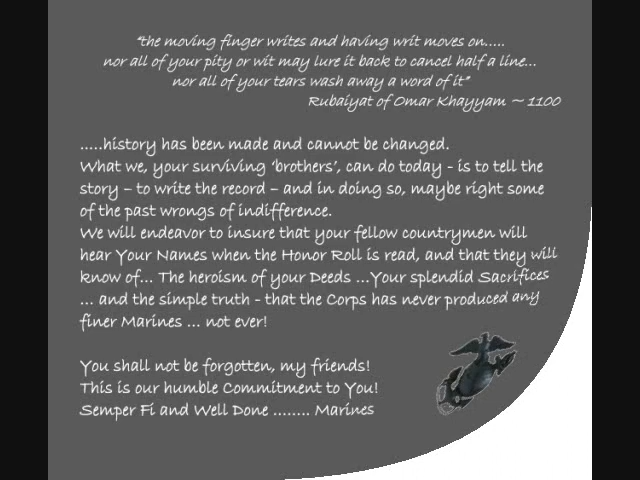 "the moving finger writes and having writ moves on.....
nor all of your pity or wit may lure it back to cancel half a line...
nor all of your tears wash away a word of it"
Rubaiyat of Omar Khayyam ~ 1100
.....history has been made and cannot be changed.
What we, your surviving 'brothers', can do today - is to tell the
story – to write the record – and in doing so, maybe right some
of the past wrongs of indifference.
We will endeavor to insure that your fellow countrymen will
hear Your Names when the Honor Roll is read, and that they will
know of... The heroism of your Deeds ...Your splendid Sacrifices
... and the simple truth - that the Corps has never produced any
finer Marines ... not ever!
You shall not be forgotten, my friends!
This is our humble Commitment to You!
Semper Fi and Well Done ........ Marines